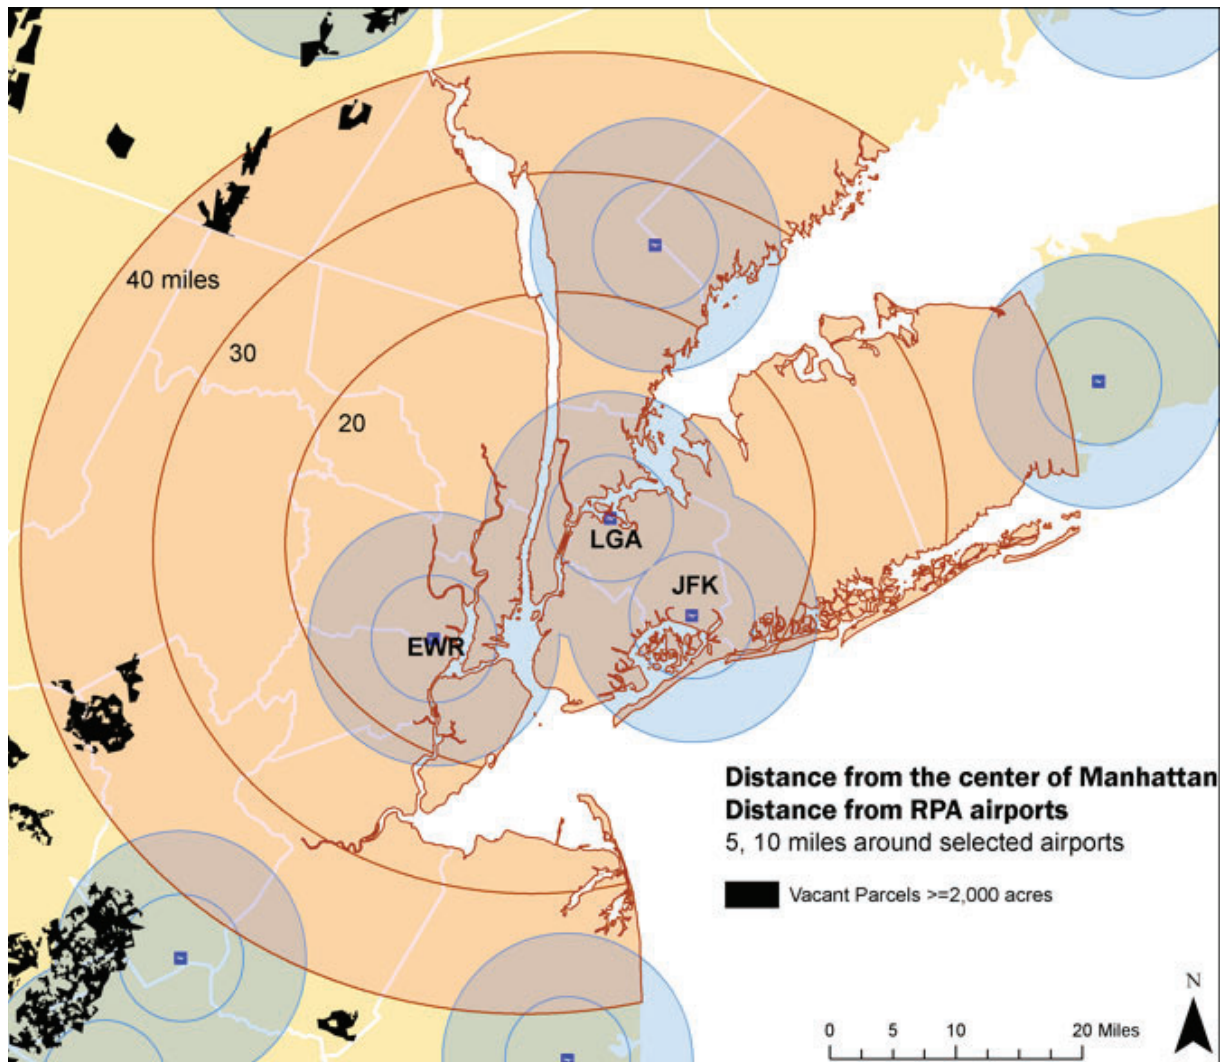 40 miles
30
20
LGA
JFK
EWR
Distance from the center of Manhattan
Distance from RPA airports
5, 10 miles around selected airports
Vacant Parcels >=2,000 acres
N
0 5 10 20 Miles